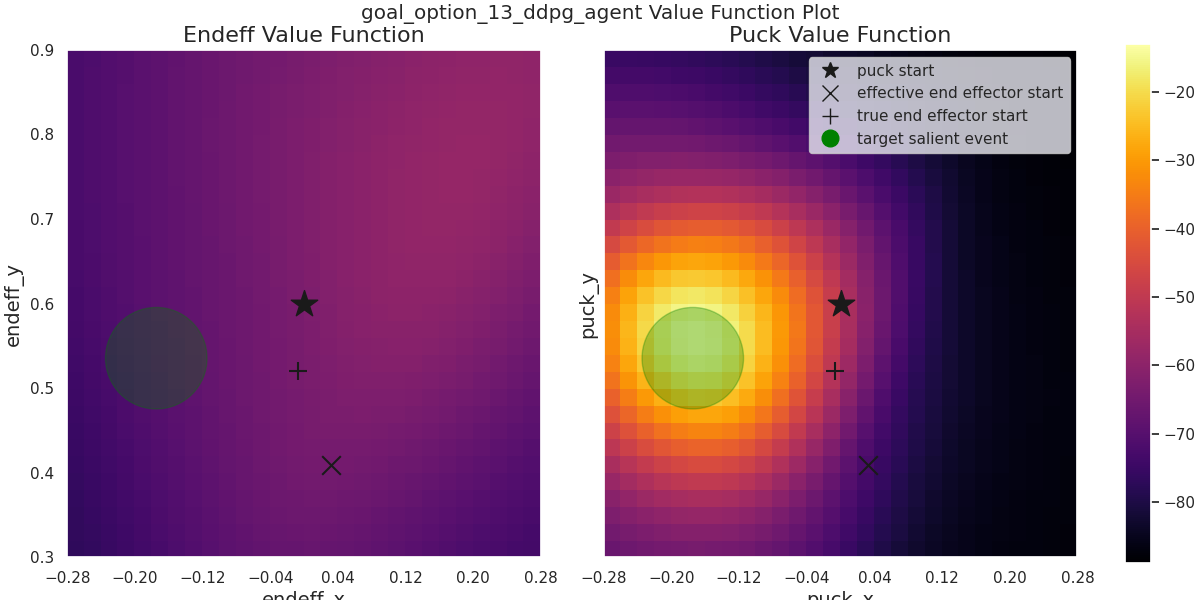 goal_option_13_ddpg_agent Value Function Plot
Endeff Value Function
Puck Value Function
puck start
effective end effector start
true end effector start
target salient event
endeff_y
0.9
0.8
0.7
0.6
0.5
0.4
0.3
−0.28 −0.20 −0.12 −0.04 0.04 0.12 0.20 0.28
endeff_x
puck_y
−0.28 −0.20 −0.12 −0.04 0.04 0.12 0.20 0.28
puck_x
−20
−30
−40
−50
−60
−70
−80